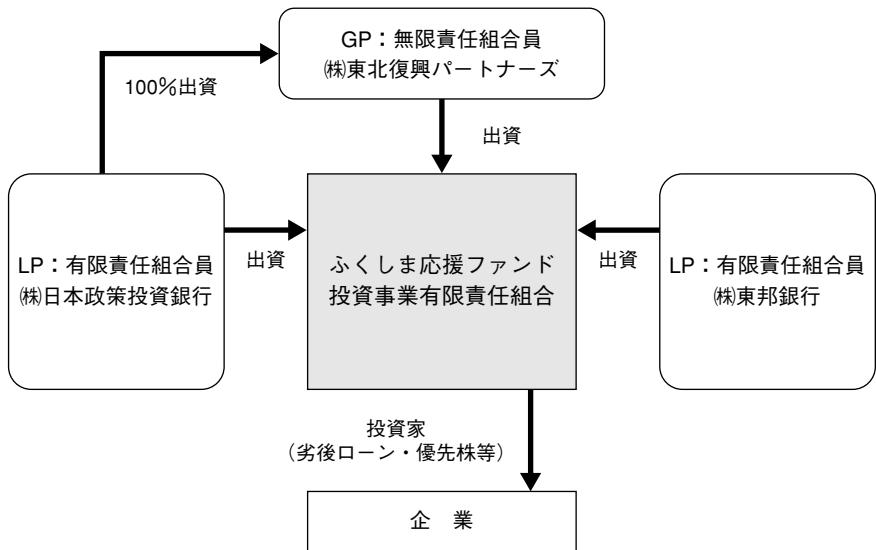 GP：無限責任組合員
㈱東北復興パートナーズ
100％出資
出資
LP：有限責任組合員
㈱日本政策投資銀行
出資
ふくしま応援ファンド
投資事業有限責任組合
出資
LP：有限責任組合員
㈱東邦銀行
投資家
（劣後ローン・優先株等）
企　業